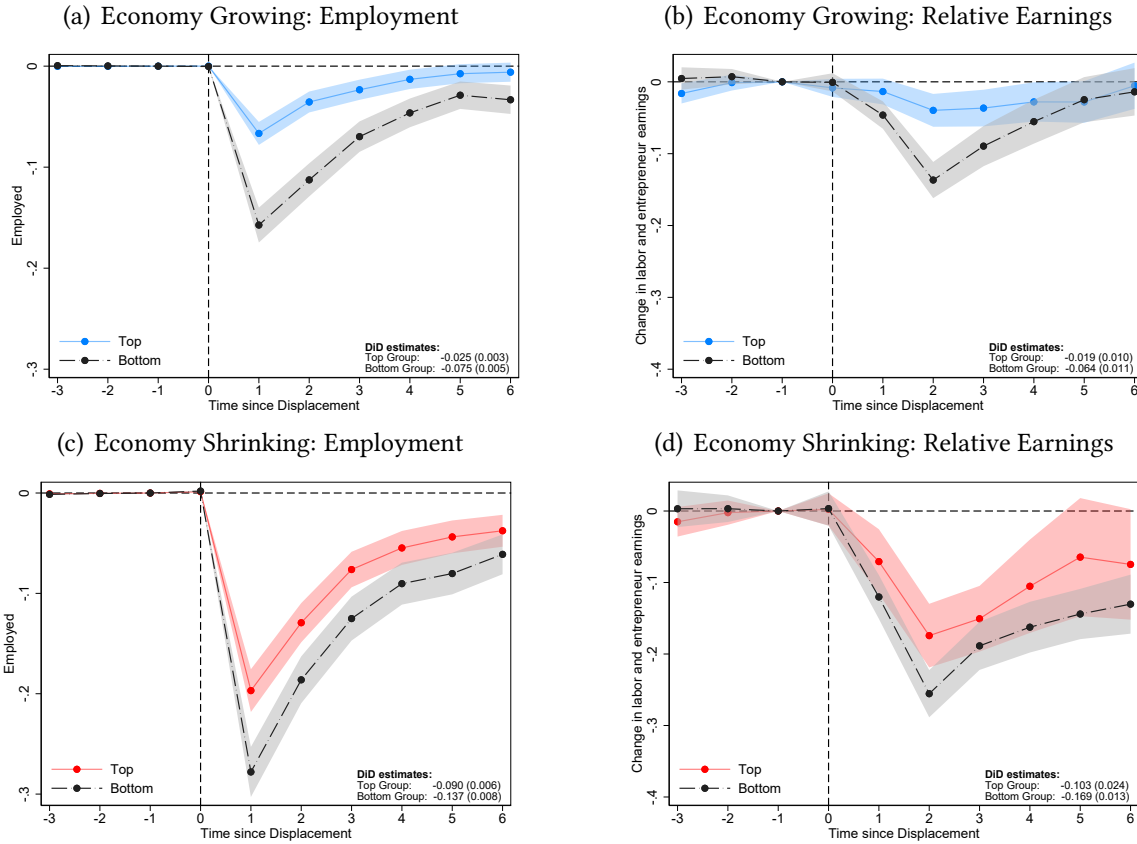 (a) Economy Growing: Employment
0
-.1
-.2
-.3
Employed
Top
Bottom
DiD estimates:
Top Group: -0.025 (0.003)
Bottom Group: -0.075 (0.005)
-3 -2 -1 0 1 2 3 4 5 6
Time since Displacement
(b) Economy Growing: Relative Earnings
0
-.1
-.2
-.3
-.4
Change in labor and entrepreneur earnings
Top
Bottom
DiD estimates:
Top Group: -0.019 (0.010)
Bottom Group: -0.064 (0.011)
-3 -2 -1 0 1 2 3 4 5 6
Time since Displacement
(c) Economy Shrinking: Employment
0
-.1
-.2
-.3
Employed
Top
Bottom
DiD estimates:
Top Group: -0.090 (0.006)
Bottom Group: -0.137 (0.008)
-3 -2 -1 0 1 2 3 4 5 6
Time since Displacement
(d) Economy Shrinking: Relative Earnings
0
-.1
-.2
-.3
-.4
Change in labor and entrepreneur earnings
Top
Bottom
DiD estimates:
Top Group: -0.103 (0.024)
Bottom Group: -0.169 (0.013)
-3 -2 -1 0 1 2 3 4 5 6
Time since Displacement